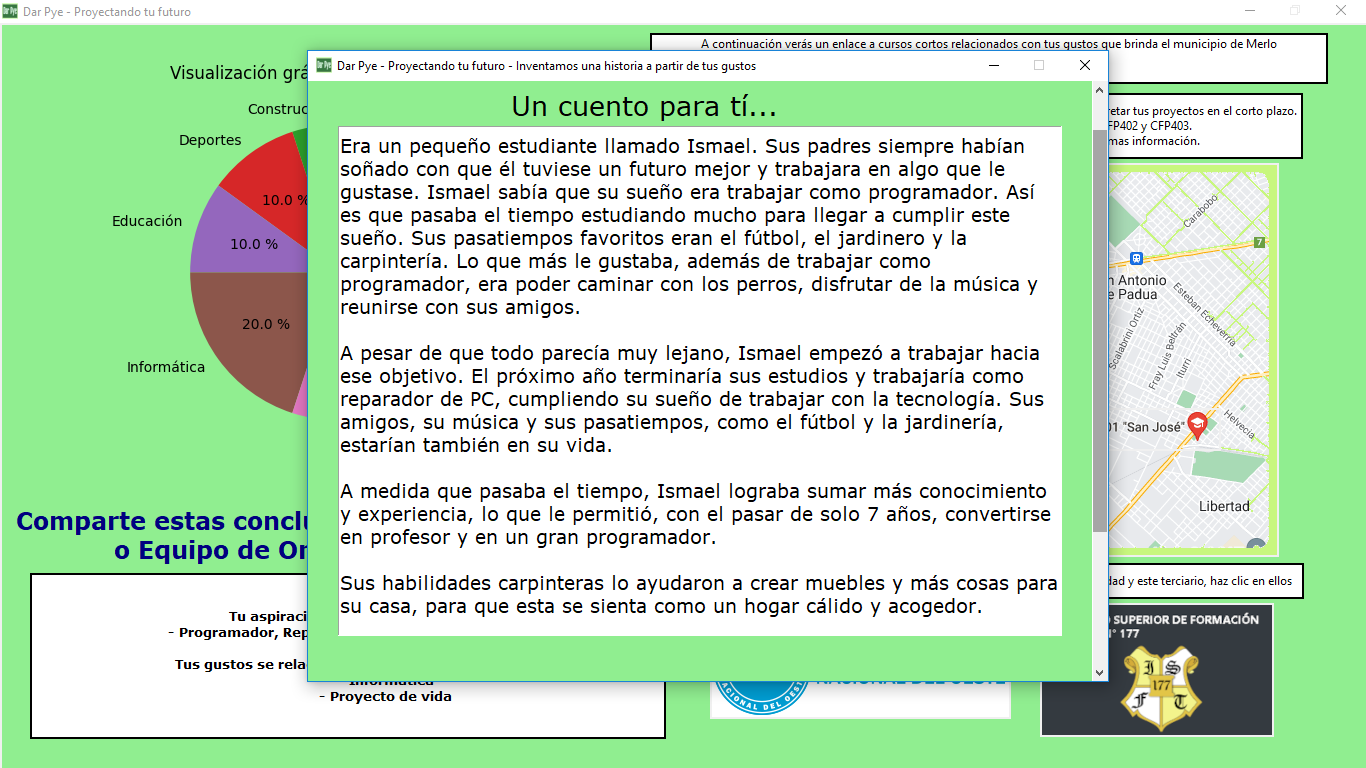 Dar Pye - Proyectando tu futuro
A continuación verás un enlace a cursos cortos relacionados con tus gustos que brinda el municipio de Merlo
Dar Pye - Proyectando tu futuro - Inventamos una historia a partir de tus gustos
Un cuento para tí...
Era un pequeño estudiante llamado Ismael. Sus padres siempre habían
soñado con que él tuviese un futuro mejor y trabajara en algo que le
gustase. Ismael sabía que su sueño era trabajar como programador. Así
es que pasaba el tiempo estudiando mucho para llegar a cumplir este
sueño. Sus pasatiempos favoritos eran el fútbol, el jardinero y la
carpintería. Lo que más le gustaba, además de trabajar como
programador, era poder caminar con los perros, disfrutar de la música y
reunirse con sus amigos.
A pesar de que todo parecía muy lejano, Ismael empezó a trabajar hacia
ese objetivo. El próximo año terminaría sus estudios y trabajaría como
reparador de PC, cumpliendo su sueño de trabajar con la tecnología. Sus
amigos, su música y sus pasatiempos, como el fútbol y la jardinería,
estarían también en su vida.
A medida que pasaba el tiempo, Ismael lograba sumar más conocimiento
y experiencia, lo que le permitió, con el pasar de solo 7 años, convertirse
en profesor y en un gran programador.
Sus habilidades carpinteras lo ayudaron a crear muebles y más cosas para
su casa, para que esta se sienta como un hogar cálido y acogedor.
Visualización grá
Construc
Deportes
10.0 %
Educación
10.0 %
20.0 %
Informática
Comparte estas conclu
o Equipo de Or
Tu aspiraci
- Programador, Rep
Tus gustos se rela
Informática
- Proyecto de vida
retar tus proyectos en el corto plazo.
FP402 y CFP403.
mas información.
Carabobo
7
n Antonio
e Padua
Esteban Echeverría
Scalabrini Ortiz
Fray Luis Beltrán
Iturri
Helvecia
01 "San José"
Libertad
dad y este terciario, haz clic en ellos
NACIONAL DEL OESTE
ACIONAL DEL OEST
O SUPERIOR DE FORMACIÓN
N° 177
I S
177
F T